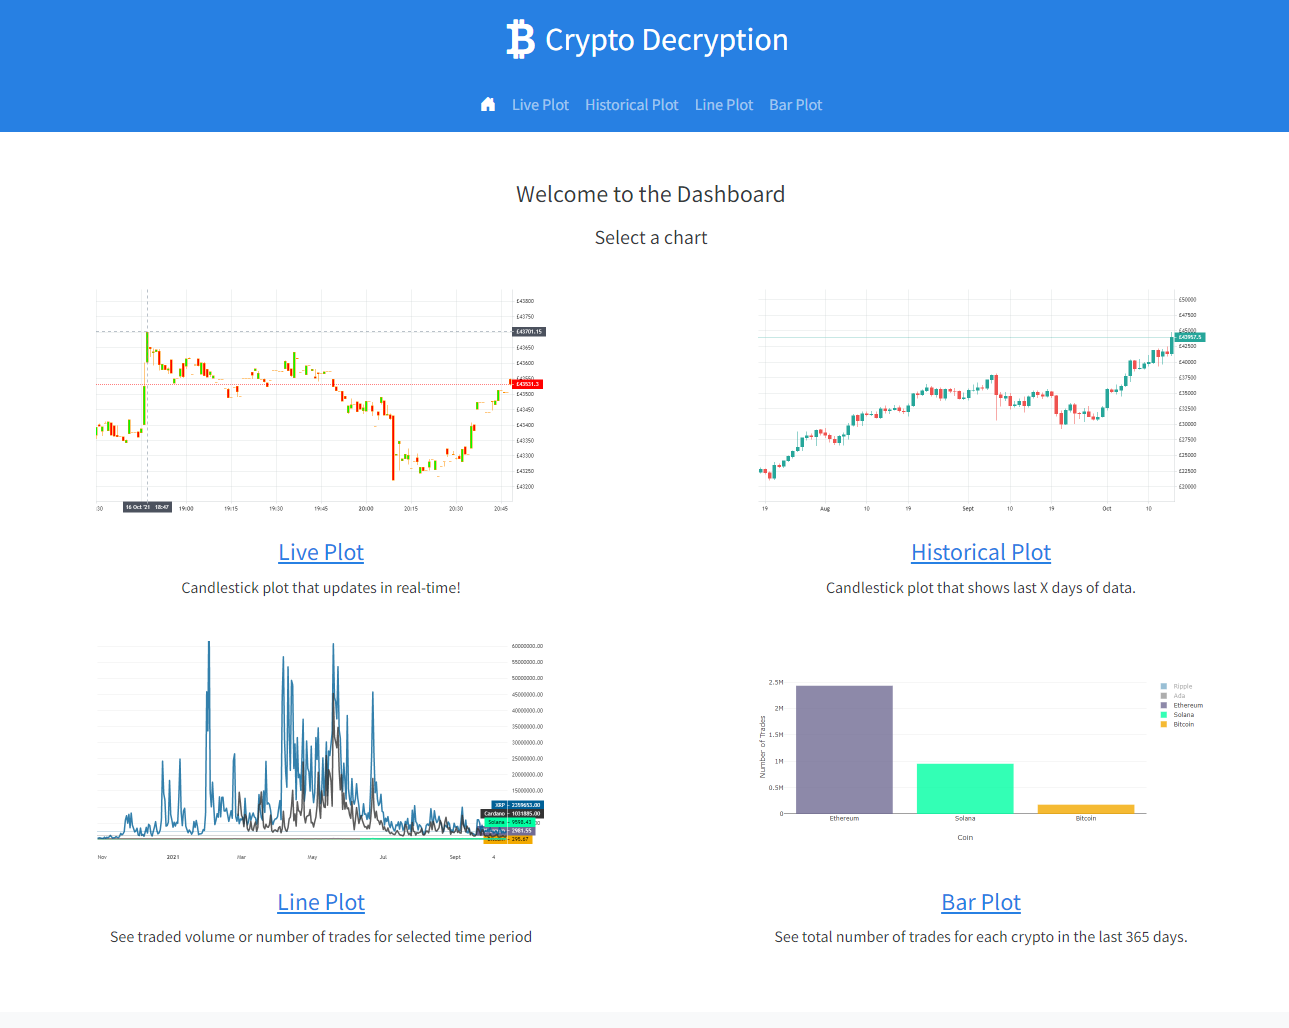 Crypto Decryption
Live Plot Historical Plot Line Plot Bar Plot
Welcome to the Dashboard
Select a chart
£43800
£43750
£43701.15
£43650
£43600
£43550
£43531.3
£43500
£43450
£43400
£43350
£43300
£43250
£43200
:30 16 Oct '21 18:47 19:00 19:15 19:30 19:45 20:00 20:15 20:30 20:45
£50000
£47500
£45000
£43957.5
£42500
£40000
£37500
£35000
£32500
£30000
£27500
£25000
£22500
£20000
19 Aug 10 19 Sept 10 19 Oct 10
Live Plot
Candlestick plot that updates in real-time!
Historical Plot
Candlestick plot that shows last X days of data.
60000000.00
55000000.00
50000000.00
45000000.00
40000000.00
35000000.00
30000000.00
25000000.00
20000000.00
15000000.00
10000000.00
XRP 2359653.00
Cardano 1031885.00
Solana 9598.43
2981.55
295.67
Nov 2021 Mar May Jul Sept 4
2.5M
2M
1.5M
1M
0.5M
0
Number of Trades
Ethereum Solana Bitcoin
Coin
Ripple
Ada
Ethereum
Solana
Bitcoin
Line Plot
See traded volume or number of trades for selected time period
Bar Plot
See total number of trades for each crypto in the last 365 days.